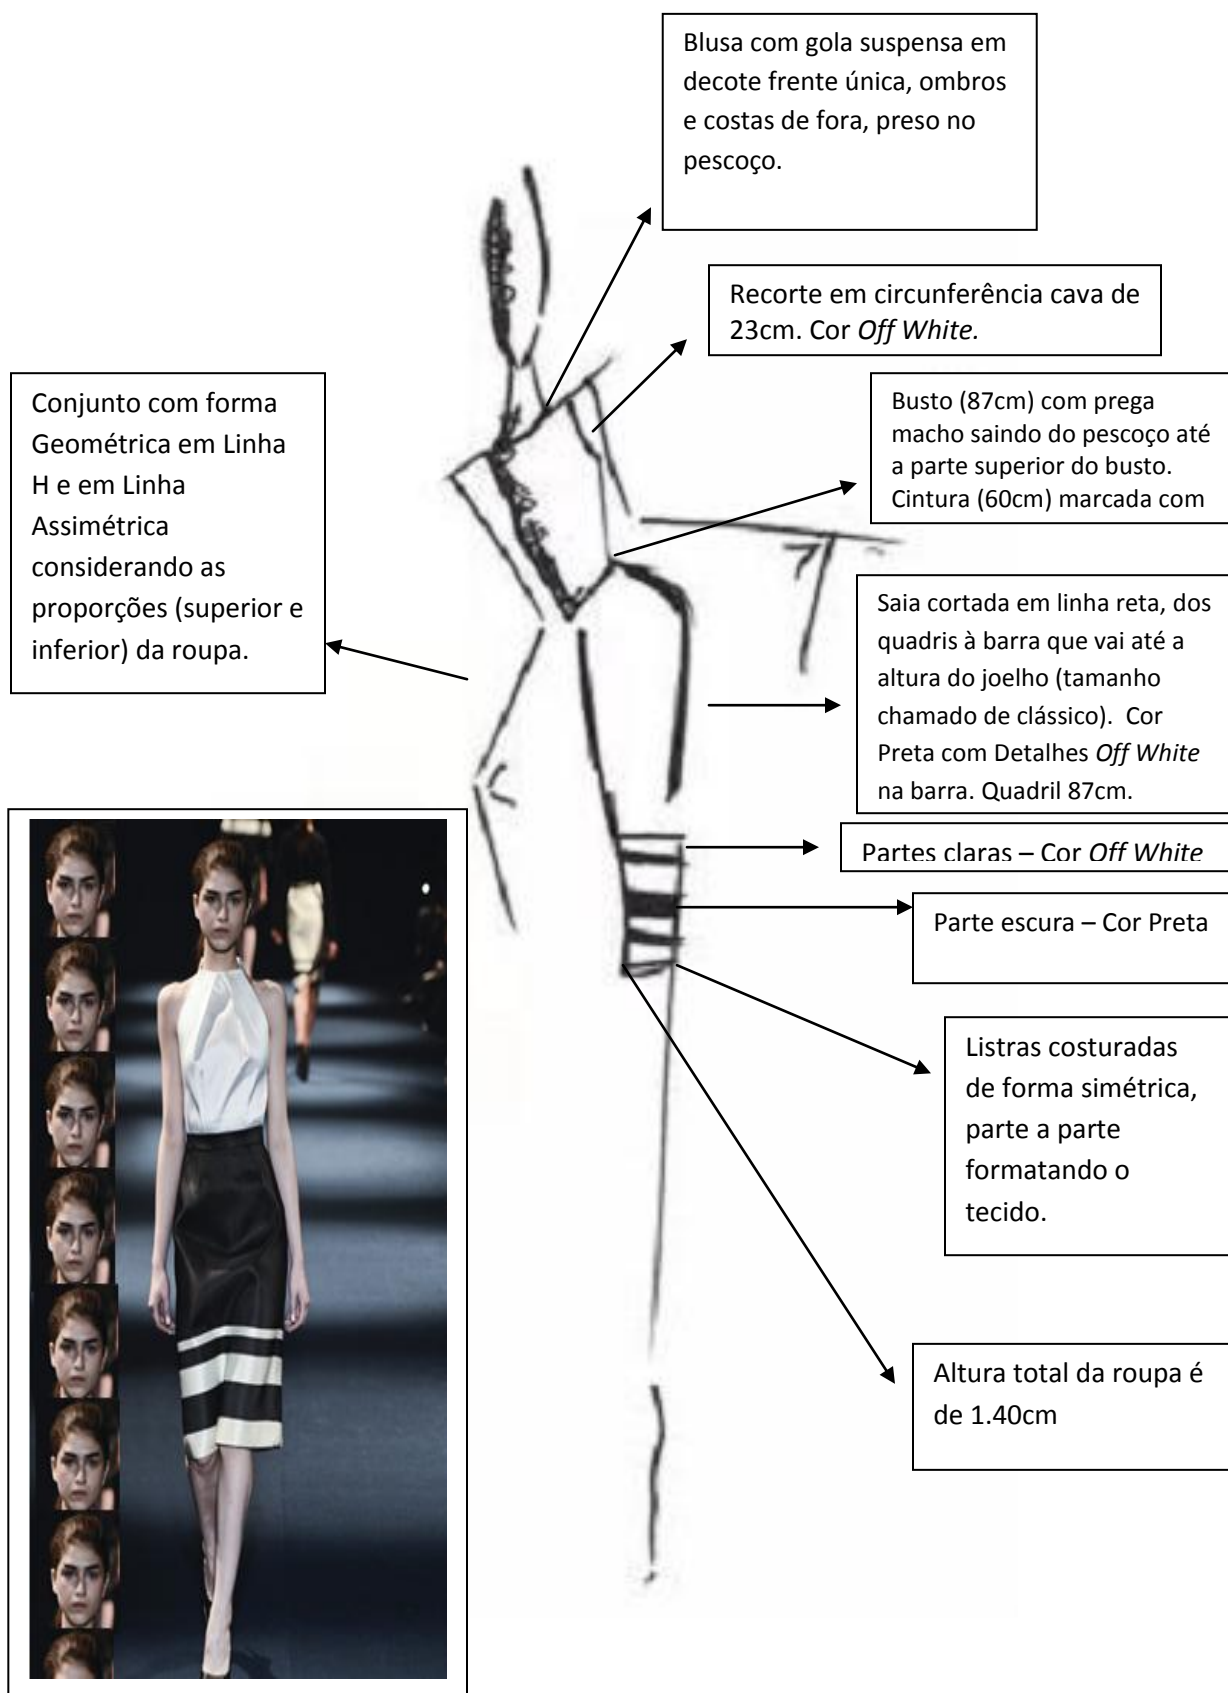 Blusa com gola suspensa em
decote frente única, ombros
e costas de fora, preso no
pescoço.
Recorte em circunferência cava de
23cm. Cor Off White.
Conjunto com forma
Geométrica em Linha
H e em Linha
Assimétrica
considerando as
proporções (superior e
inferior) da roupa.
Busto (87cm) com prega
macho saindo do pescoço até
a parte superior do busto.
Cintura (60cm) marcada com
Saia cortada em linha reta, dos
quadris à barra que vai até a
altura do joelho (tamanho
chamado de clássico). Cor
Preta com Detalhes Off White
na barra. Quadril 87cm.
Partes claras – Cor Off White
Parte escura – Cor Preta
Listras costuradas
de forma simétrica,
parte a parte
formatando o
tecido.
Altura total da roupa é
de 1.40cm